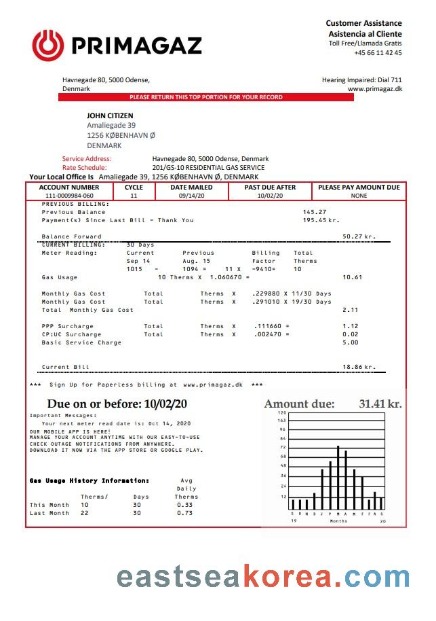 PRIMAGAZ
Customer Assistance
Asistencia al Cliente
Toll Free/Llamada Gratis
+45 66 11 42 45
Havnegade 80, 5000 Odense,
Denmark
Hearing Impaired: Dial 711
www.primagaz.dk
PLEASE RETURN THIS TOP PORTION FOR YOUR RECORD
JOHN CITIZEN
Amaliegade 39
1256 KØBENHAVN Ø
DENMARK
Service Address: Havnegade 80, 5000 Odense, Denmark
Rate Schedule: 201/GS-10 RESIDENTIAL GAS SERVICE
Your Local Office Is Amaliegade 39, 1256 KØBENHAVN Ø, DENMARK
ACCOUNT NUMBER CYCLE DATE MAILED PAST DUE AFTER PLEASE PAY AMOUNT DUE
111-0009984-060 11 09/14/20 10/02/20 NONE
PREVIOUS BILLING:
Previous Balance 145.27
Payment(s) Since Last Bill - Thank You 195.45 kr.
Balance Forward 50.27 kr.
CURRENT BILLING: 30 Days
Meter Reading: Current Previous Billing Total
Sep 14 Aug. 15 Factor Therms
1015 - 1094 = 11 X -9410= 10
Gas Usage 10 Therms X 1.060670 = 10.61
Monthly Gas Cost Total Therms X .229880 X 11/30 Days
Monthly Gas Cost Total Therms X .291010 X 19/30 Days
Total Monthly Gas Cost 2.11
PPP Surcharge Total Therms X .111660 = 1.12
CPUC Surcharge Total Therms X .002470 = 0.02
Basic Service Charge 5.00
Current Bill 18.86 kr.
*** Sign Up for Paperless billing at www.primagaz.dk ***
Due on or before: 10/02/20 Amount due: 31.41 kr.
Important Messages:
Your next meter read date is: Oct 14, 2020
OUR MOBILE APP IS HERE!
MANAGE YOUR ACCOUNT ANYTIME WITH OUR EASY-TO-USE
CHECK OUTAGE NOTIFICATIONS FROM ANYWHERE.
DOWNLOAD IT NOW VIA THE APP STORE OR GOOGLE PLAY.
Gas Usage History Information: Avg
Daily
Therms/ Days Therms
This Month 10 30 0.33
Last Month 22 30 0.73
72
60
48
36
24
12
S O N D J F M A M J J A S
19 Months 20
eastseakorea.com